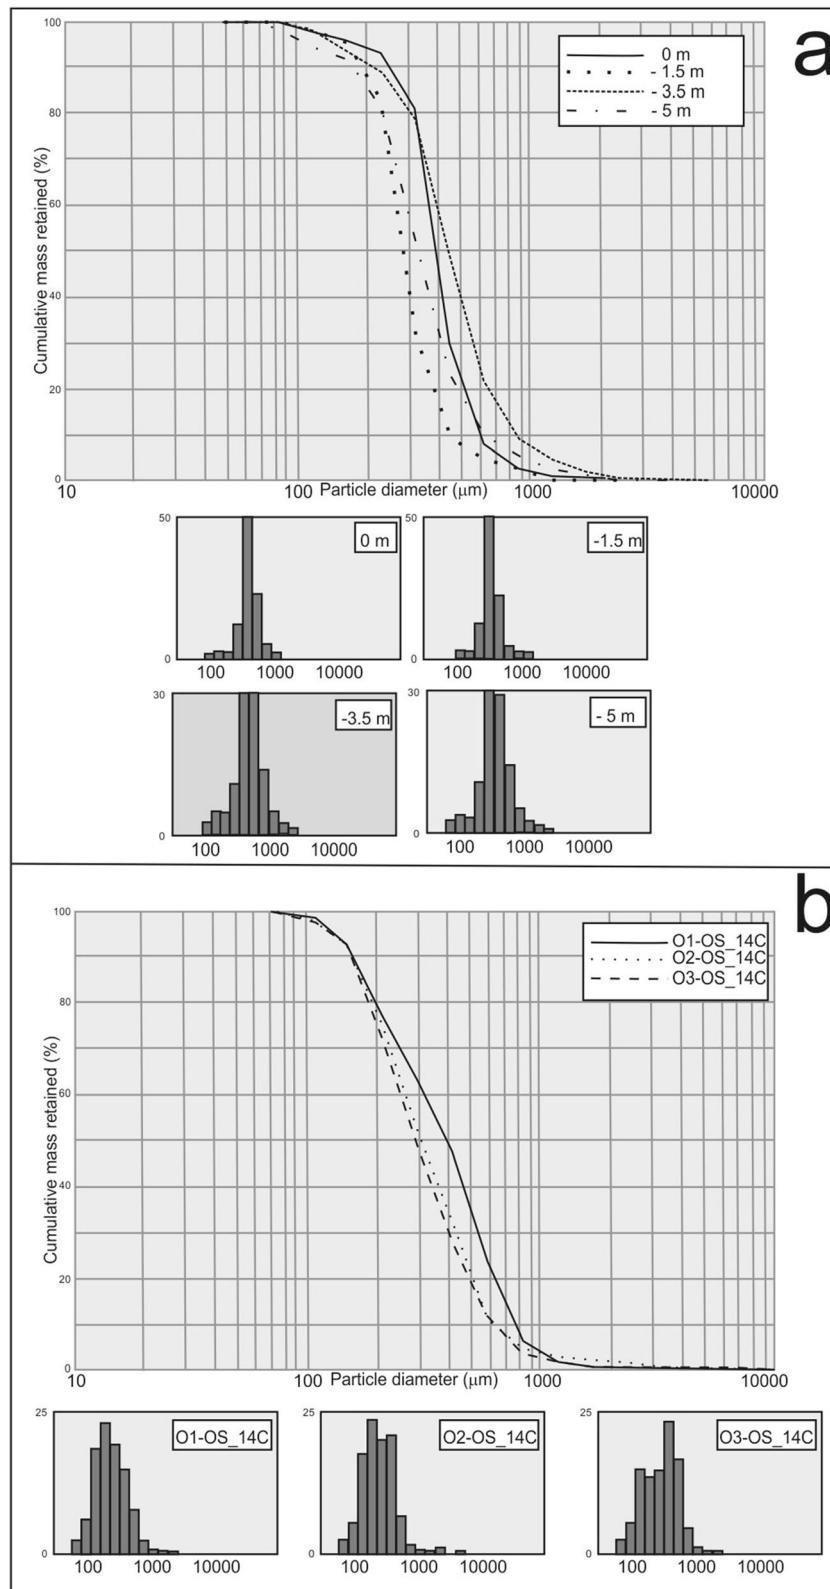 a
0 m
- 1.5 m
- 3.5 m
- 5 m
Cumulative mass retained (%)
100
80
60
40
20
0
10
100
1000
10000
Particle diameter (μm)
50
0
0 m
100 1000 10000
50
0
-1.5 m
100 1000 10000
30
0
-3.5 m
100 1000 10000
30
0
- 5 m
100 1000 10000
b
O1-OS_14C
O2-OS_14C
O3-OS_14C
Cumulative mass retained (%)
100
80
60
40
20
0
10
100
1000
10000
Particle diameter (μm)
25
0
O1-OS_14C
100 1000 10000
25
0
O2-OS_14C
100 1000 10000
25
0
O3-OS_14C
100 1000 10000